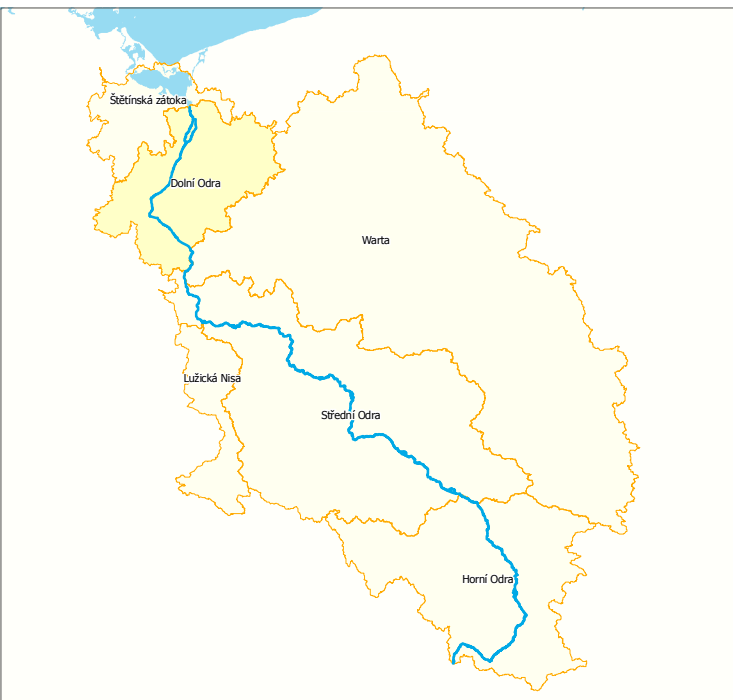 Štětínská zátoka
Dolní Odra
Warta
Lužická Nisa
Střední Odra
Horní Odra